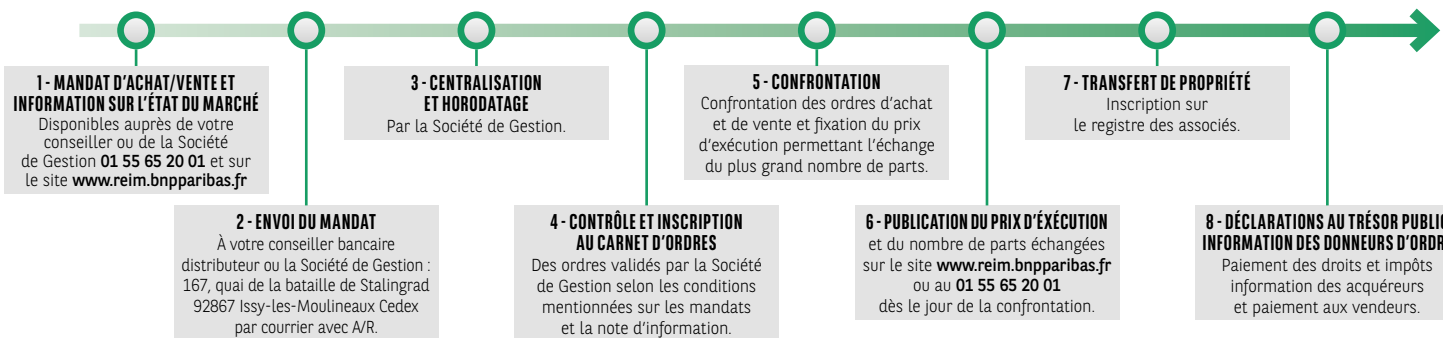 1 - MANDAT D'ACHAT/VENTE ET
INFORMATION SUR L'ÉTAT DU MARCHÉ
Disponibles auprès de votre
conseiller ou de la Société
de Gestion 01 55 65 20 01 et sur
le site www.reim.bnpparibas.fr
2 - ENVOI DU MANDAT
À votre conseiller bancaire
distributeur ou la Société de Gestion :
167, quai de la bataille de Stalingrad
92867 Issy-les-Moulineaux Cedex
par courrier avec A/R.
3 - CENTRALISATION
ET HORODATAGE
Par la Société de Gestion.
4 - CONTRÔLE ET INSCRIPTION
AU CARNET D'ORDRES
Des ordres validés par la Société
de Gestion selon les conditions
mentionnées sur les mandats
et la note d'information.
5 - CONFRONTATION
Confrontation des ordres d'achat
et de vente et fixation du prix
d'exécution permettant l'échange
du plus grand nombre de parts.
6 - PUBLICATION DU PRIX D'ÉXÉCUTION
et du nombre de parts échangées
sur le site www.reim.bnpparibas.fr
ou au 01 55 65 20 01
dès le jour de la confrontation.
7 - TRANSFERT DE PROPRIÉTÉ
Inscription sur
le registre des associés.
8 - DÉCLARATIONS AU TRÉSOR PUBLIC
INFORMATION DES DONNEURS D'ORDR
Paiement des droits et impôts
information des acquéreurs
et paiement aux vendeurs.